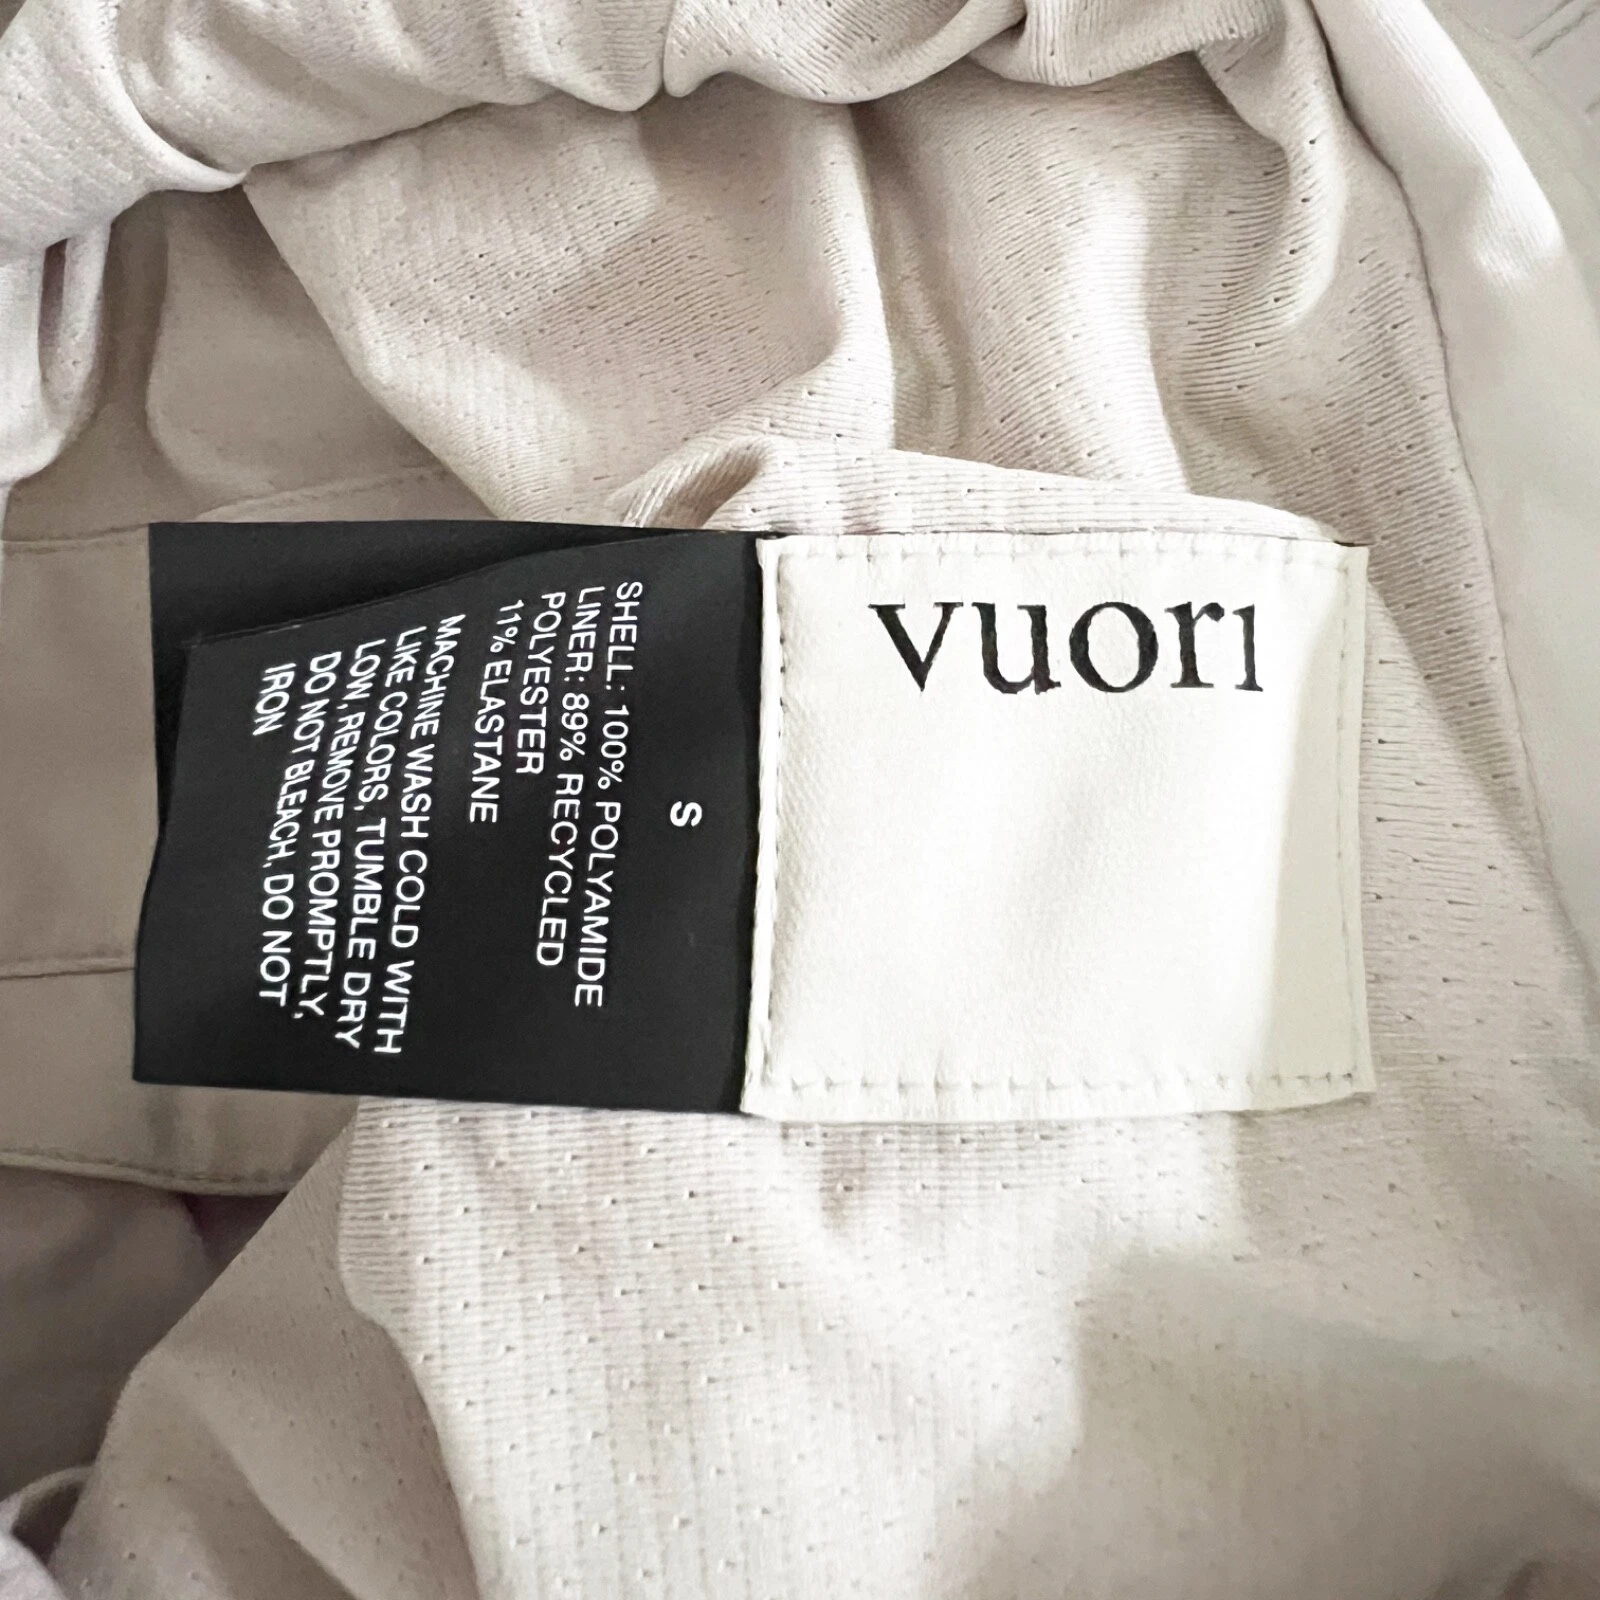 vuori
S
SHELL: 100% POLYAMIDE
LINER: 89% RECYCLED
POLYESTER
11% ELASTANE
MACHINE WASH COLD WITH
LIKE COLORS, TUMBLE DRY
LOW, REMOVE PROMPTLY,
DO NOT BLEACH, DO NOT
IRON